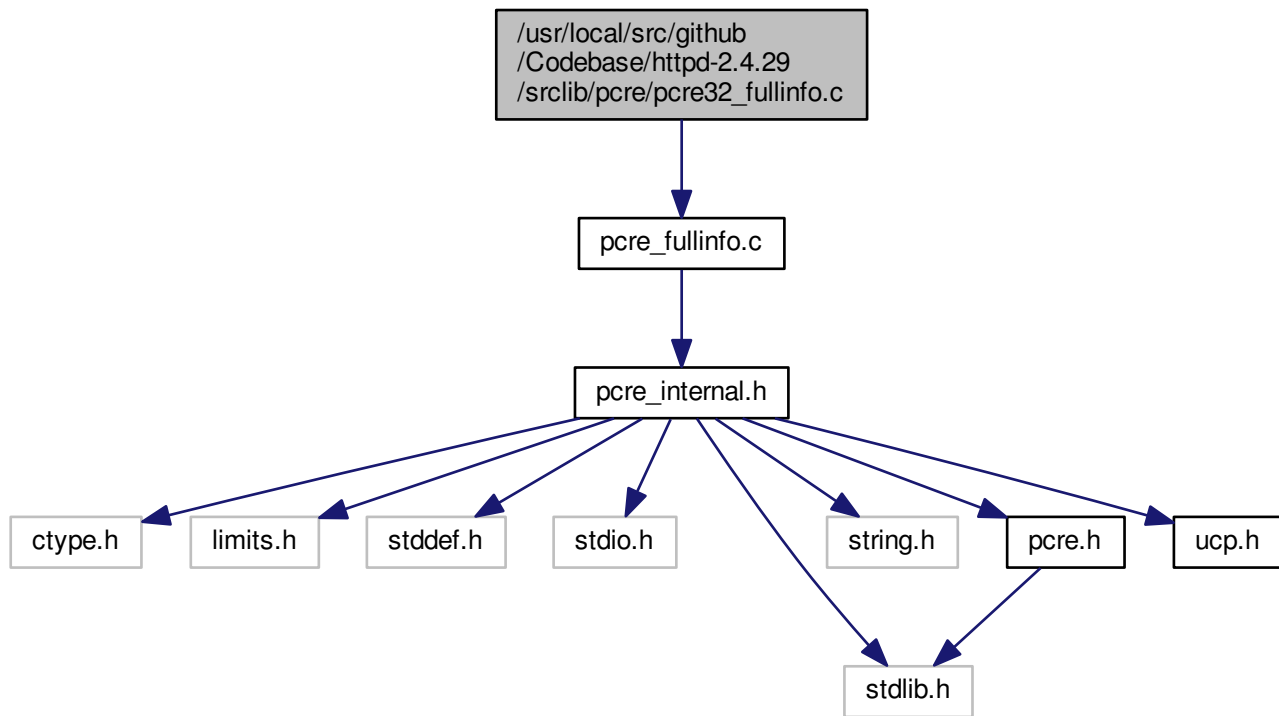 /usr/local/src/github
/Codebase/httpd-2.4.29
/srclib/pcre/pcre32_fullinfo.c
pcre_fullinfo.c
pcre_internal.h
ctype.h
limits.h
stddef.h
stdio.h
string.h
pcre.h
ucp.h
stdlib.h